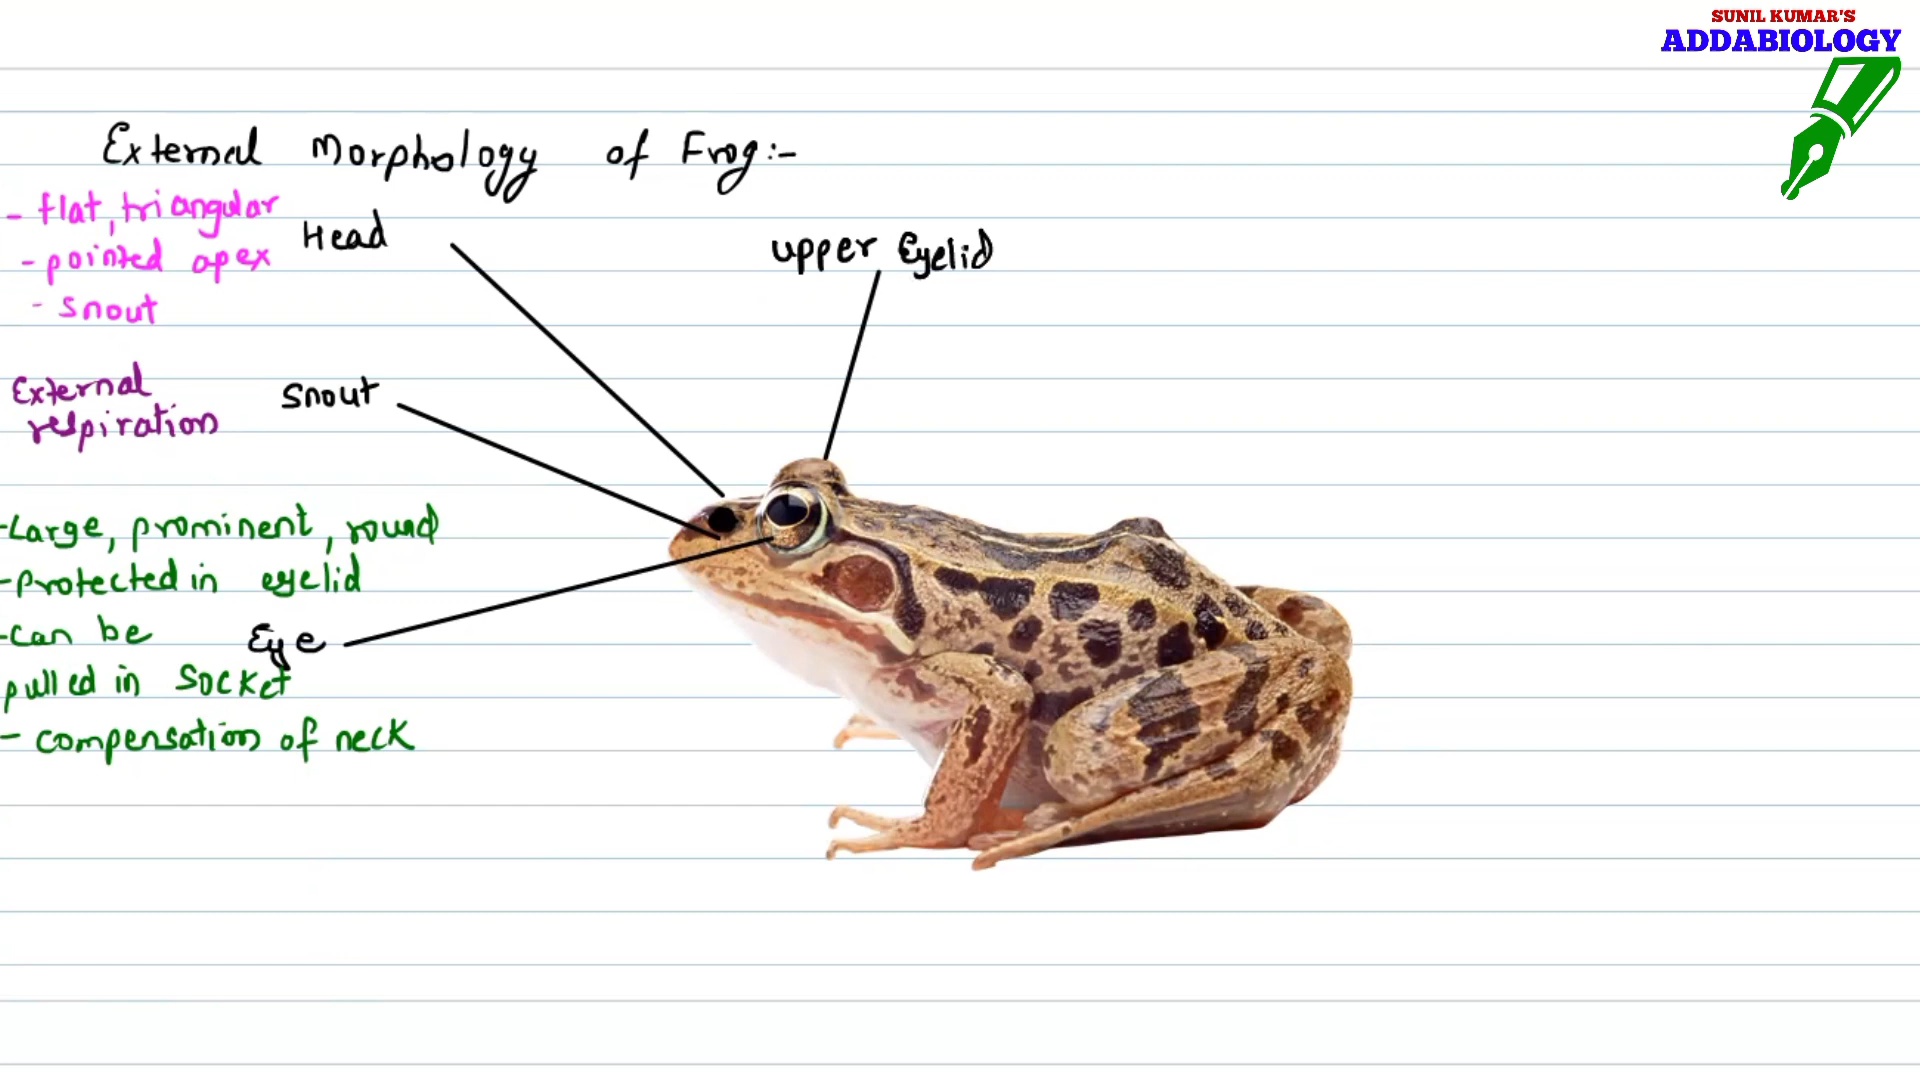 SUNIL KUMAR'S
ADDABIOLOGY
External Morphology of Frog:-
- flat, triangular
- pointed apex
- snout
Head
upper Eyelid
External
respiration
Snout
-Large, prominent, round
-protected in eyelid
-can be
pulled in socket
- compensation of neck
Eye